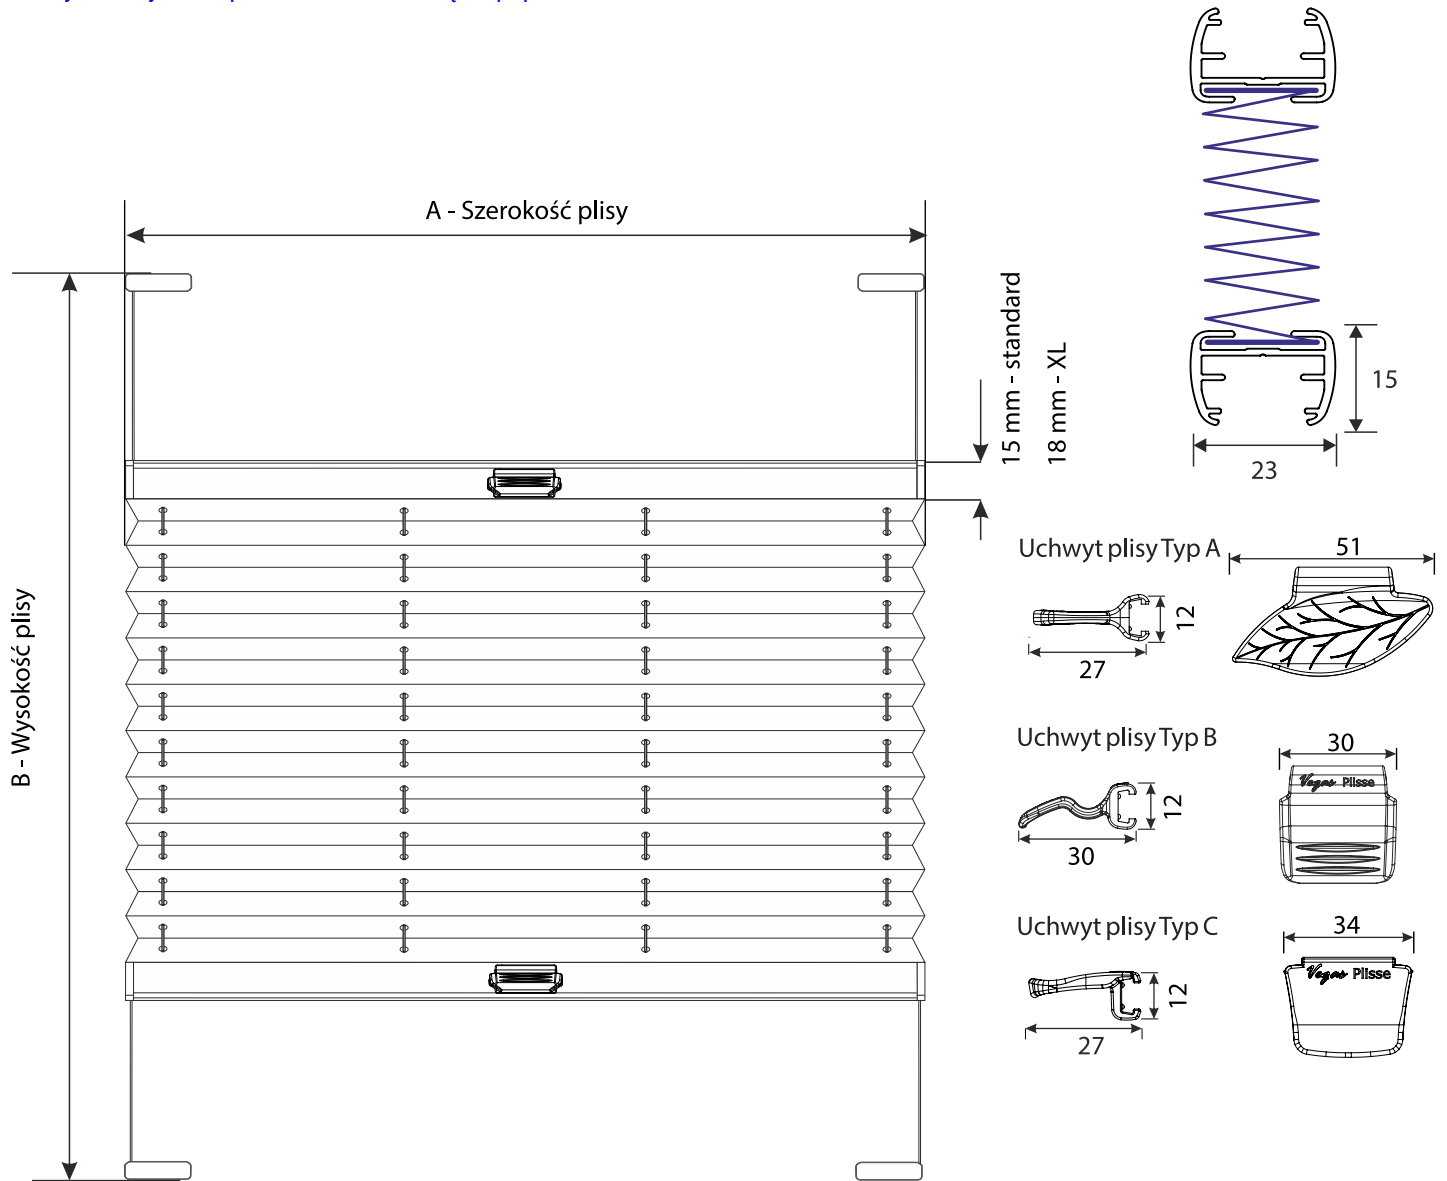 A - Szerokość plisy
B - Wysokość plisy
15 mm - standard
18 mm - XL
15
23
Uchwyt plisy Typ A
51
12
27
Uchwyt plisy Typ B
30
Vegas Plisse
12
30
Uchwyt plisy Typ C
34
Vegas Plisse
12
27